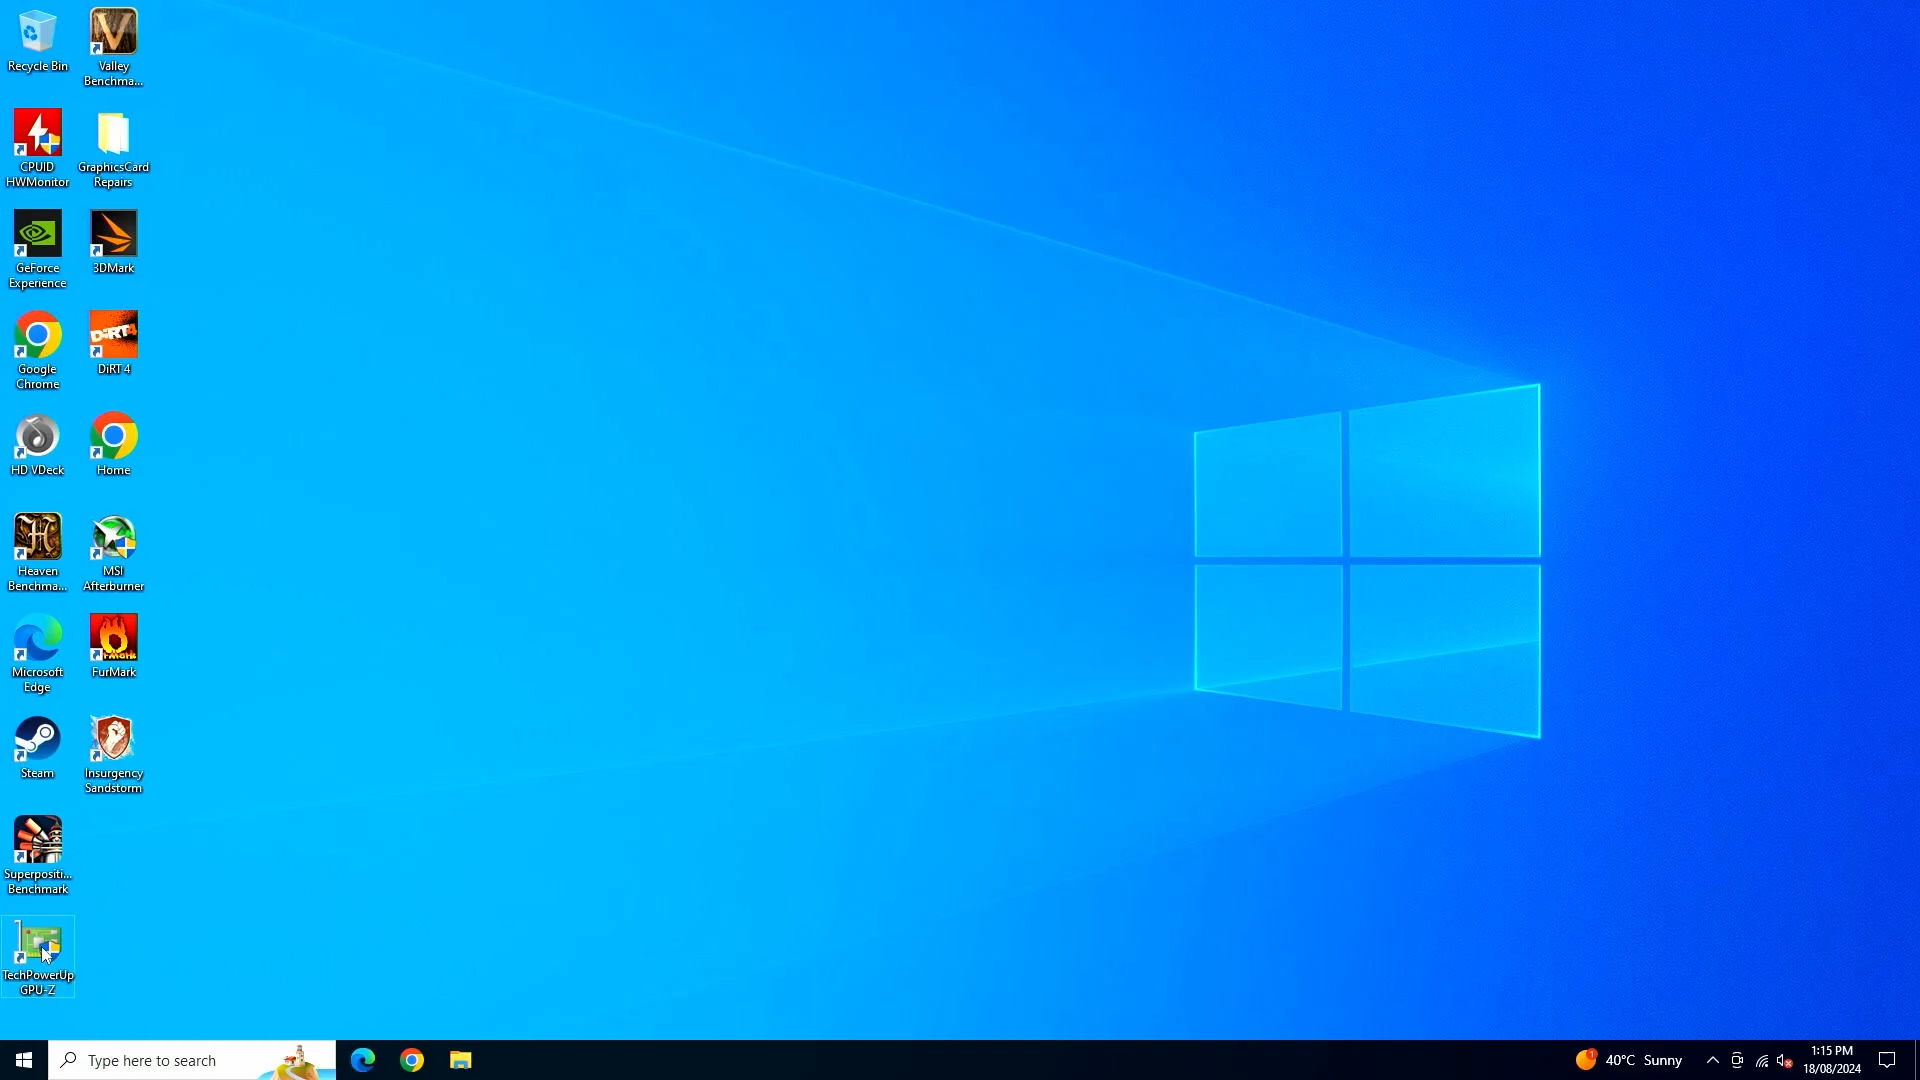 Recycle Bin
Valley
Benchma...
CPUID
HWMonitor
GraphicsCard
Repairs
GeForce
Experience
3DMark
Google
Chrome
DiRT 4
DiRT4
HD VDeck
Home
Heaven
Benchma...
MSI
Afterburner
Microsoft
Edge
FurMark
Steam
Insurgency
Sandstorm
Superpositi...
Benchmark
TechPowerUp
GPU-Z
Type here to search
1
40°C Sunny
1:15 PM
18/08/2024